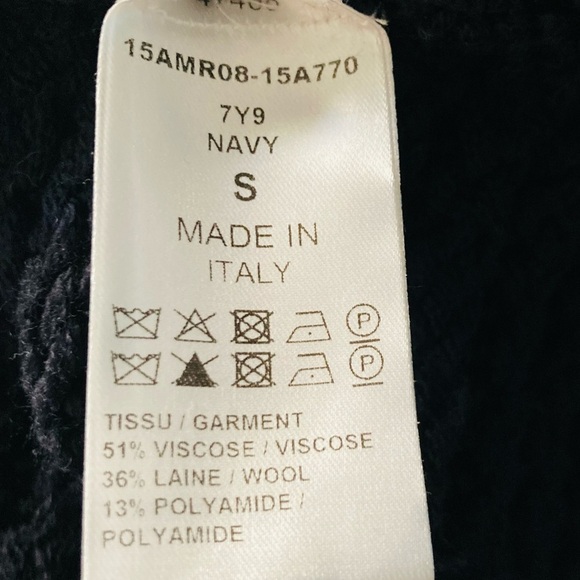 15AMR08-15A770
7Y9
NAVY
S
MADE IN
ITALY
P
P
TISSU / GARMENT
51% VISCOSE / VISCOSE
36% LAINE / WOOL
13% POLYAMIDE /
POLYAMIDE